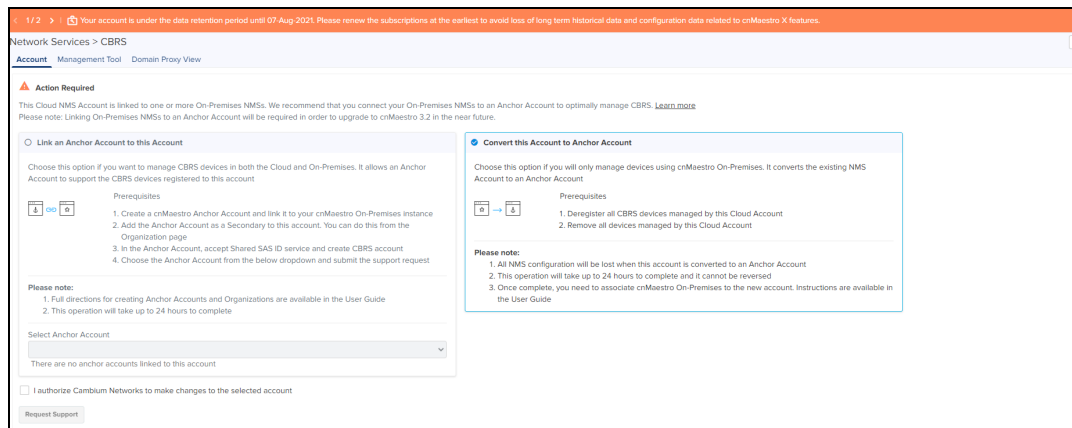 1 / 2 Your account is under the data retention period until 07-Aug-2021. Please renew the subscriptions at the earliest to avoid loss of long term historical data and configuration data related to cnMaestro X features.
Network Services > CBRS
Account Management Tool Domain Proxy View
Action Required
This Cloud NMS Account is linked to one or more On-Premises NMSs. We recommend that you connect your On-Premises NMSs to an Anchor Account to optimally manage CBRS. Learn more
Please note: Linking On-Premises NMSs to an Anchor Account will be required in order to upgrade to cnMaestro 3.2 in the near future.
Link an Anchor Account to this Account
Choose this option if you want to manage CBRS devices in both the Cloud and On-Premises. It allows an Anchor
Account to support the CBRS devices registered to this account
Prerequisites
1. Create a cnMaestro Anchor Account and link it to your cnMaestro On-Premises instance
2. Add the Anchor Account as a Secondary to this account. You can do this from the
Organization page
3. In the Anchor Account, accept Shared SAS ID service and create CBRS account
4. Choose the Anchor Account from the below dropdown and submit the support request
Please note:
1. Full directions for creating Anchor Accounts and Organizations are available in the User Guide
2. This operation will take up to 24 hours to complete
Select Anchor Account
There are no anchor accounts linked to this account
Convert this Account to Anchor Account
Choose this option if you will only manage devices using cnMaestro On-Premises. It converts the existing NMS
Account to an Anchor Account
Prerequisites
1. Deregister all CBRS devices managed by this Cloud Account
2. Remove all devices managed by this Cloud Account
Please note:
1. All NMS configuration will be lost when this account is converted to an Anchor Account
2. This operation will take up to 24 hours to complete and it cannot be reversed
3. Once complete, you need to associate cnMaestro On-Premises to the new account. Instructions are available in
the User Guide
I authorize Cambium Networks to make changes to the selected account
Request Support